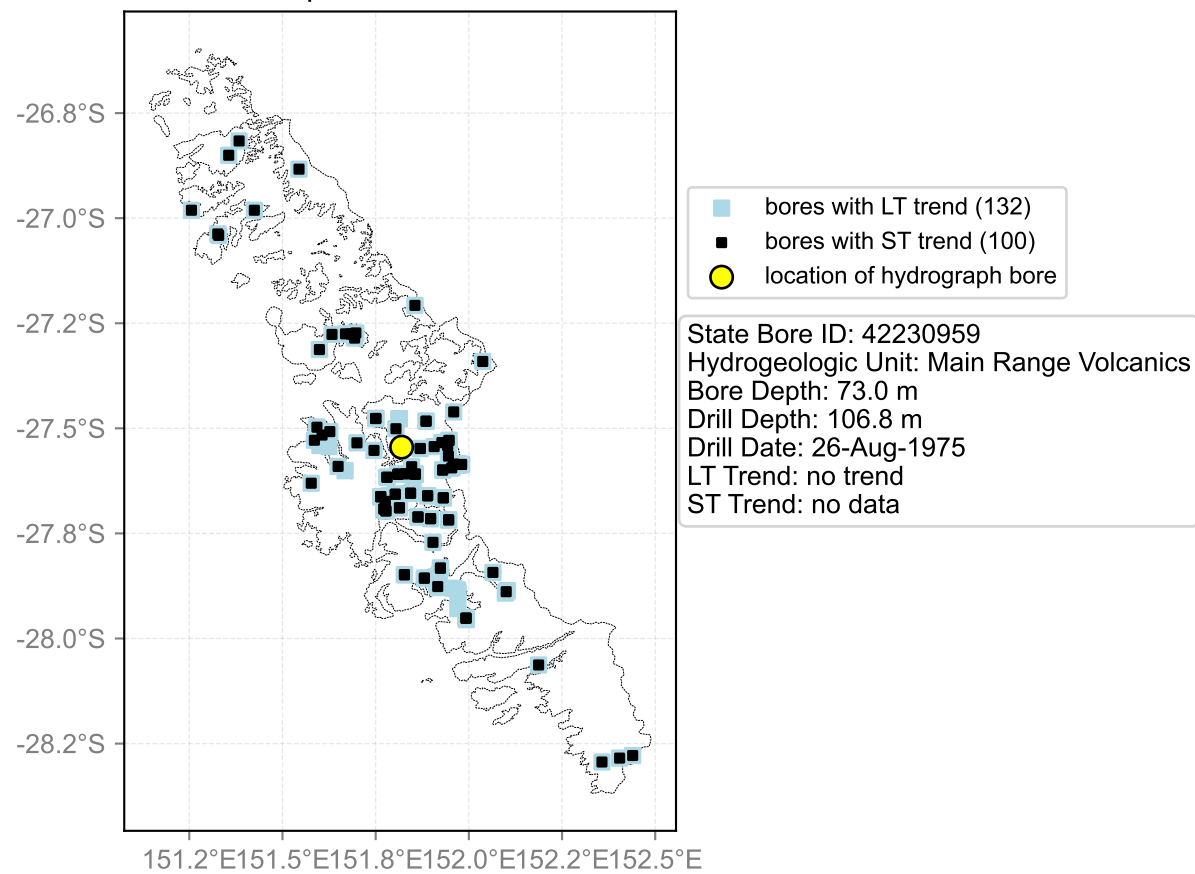 -26.8°S
-27.0°S
-27.2°S
-27.5°S
-27.8°S
-28.0°S
-28.2°S
151.2°E151.5°E151.8°E152.0°E152.2°E152.5°E
bores with LT trend (132)
bores with ST trend (100)
location of hydrograph bore
State Bore ID: 42230959
Hydrogeologic Unit: Main Range Volcanics
Bore Depth: 73.0 m
Drill Depth: 106.8 m
Drill Date: 26-Aug-1975
LT Trend: no trend
ST Trend: no data